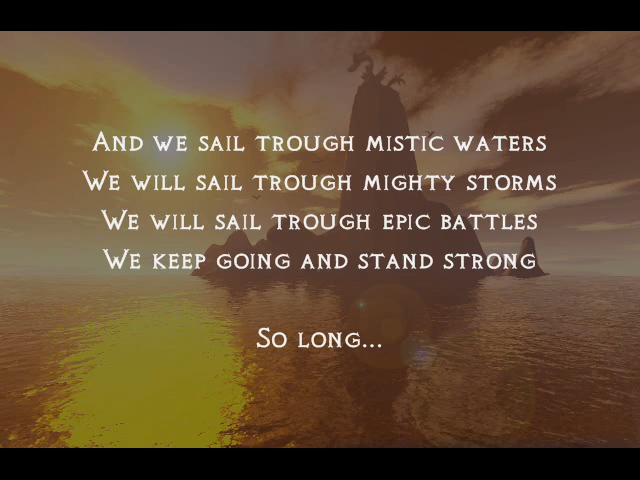 And we sail trough mistic waters
We will sail trough mighty storms
We will sail trough epic battles
We keep going and stand strong
So long...